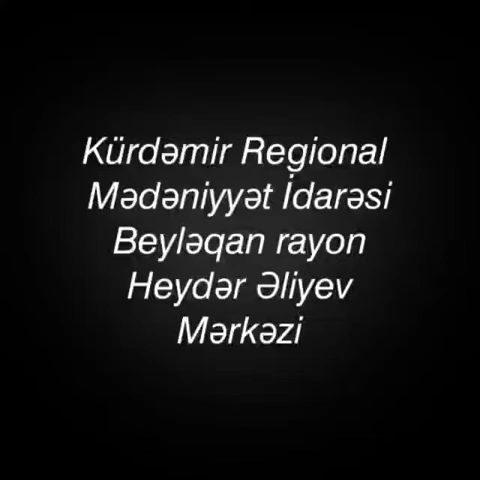 Kürdəmir Regional
Mədəniyyət İdarəsi
Beyləqan rayon
Heydər Əliyev
Mərkəzi